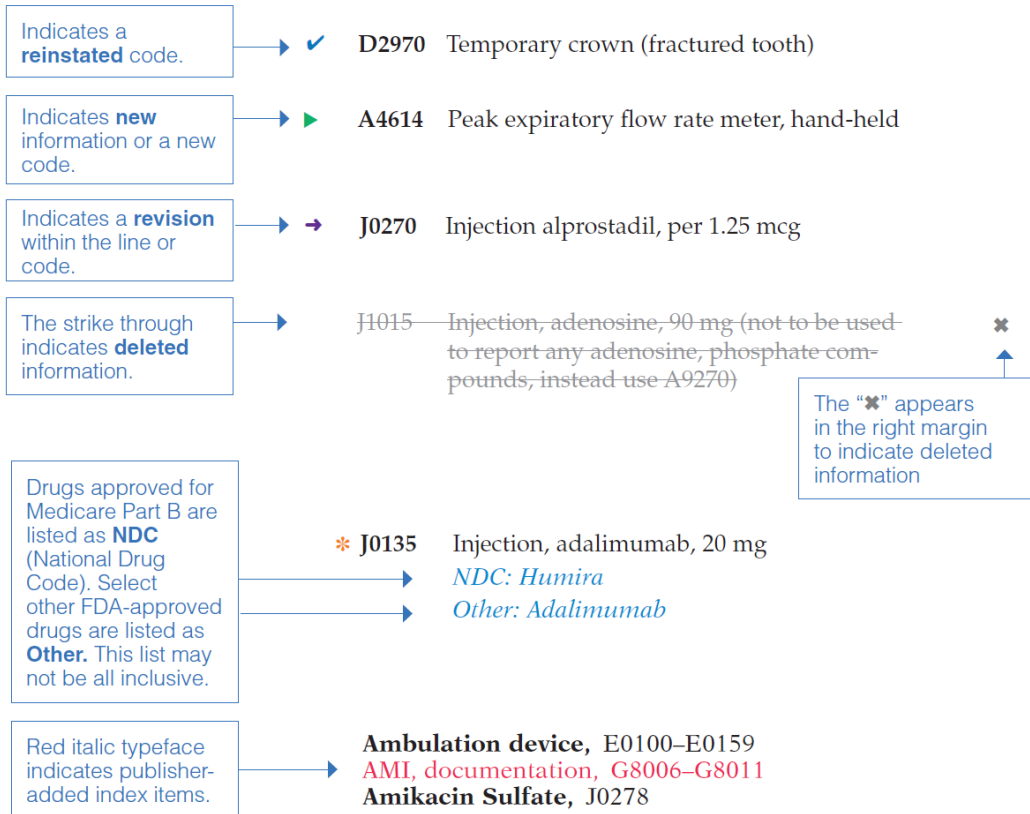 Indicates a
reinstated code.
✔ D2970 Temporary crown (fractured tooth)
Indicates new
information or a new
code.
▶ A4614 Peak expiratory flow rate meter, hand-held
Indicates a revision
within the line or
code.
➜ J0270 Injection alprostadil, per 1.25 mcg
The strike through
indicates deleted
information.
J1015 Injection, adenosine, 90 mg (not to be used ✖
to report any adenosine, phosphate com-
pounds, instead use A9270)
The “✖” appears
in the right margin
to indicate deleted
information
Drugs approved for
Medicare Part B are
listed as NDC
(National Drug
Code). Select
other FDA-approved
drugs are listed as
Other. This list may
not be all inclusive.
✻ J0135 Injection, adalimumab, 20 mg
NDC: Humira
Other: Adalimumab
Red italic typeface
indicates publisher-
added index items.
Ambulation device, E0100–E0159
AMI, documentation, G8006–G8011
Amikacin Sulfate, J0278